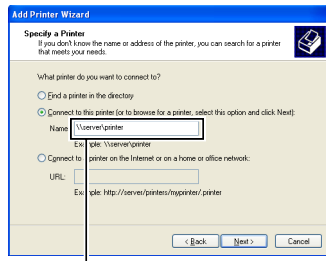 Add Printer Wizard
Specify a Printer
If you don't know the name or address of the printer, you can search for a printer
that meets your needs.
What printer do you want to connect to?
Find a printer in the directory
Connect to this printer (or to browse for a printer, select this option and click Next):
Name \\server\printer
Example: \\server\printer
Connect to printer on the Internet or on a home or office network:
URL:
Example: http://server/printers/myprinter/.printer
< Back Next > Cancel